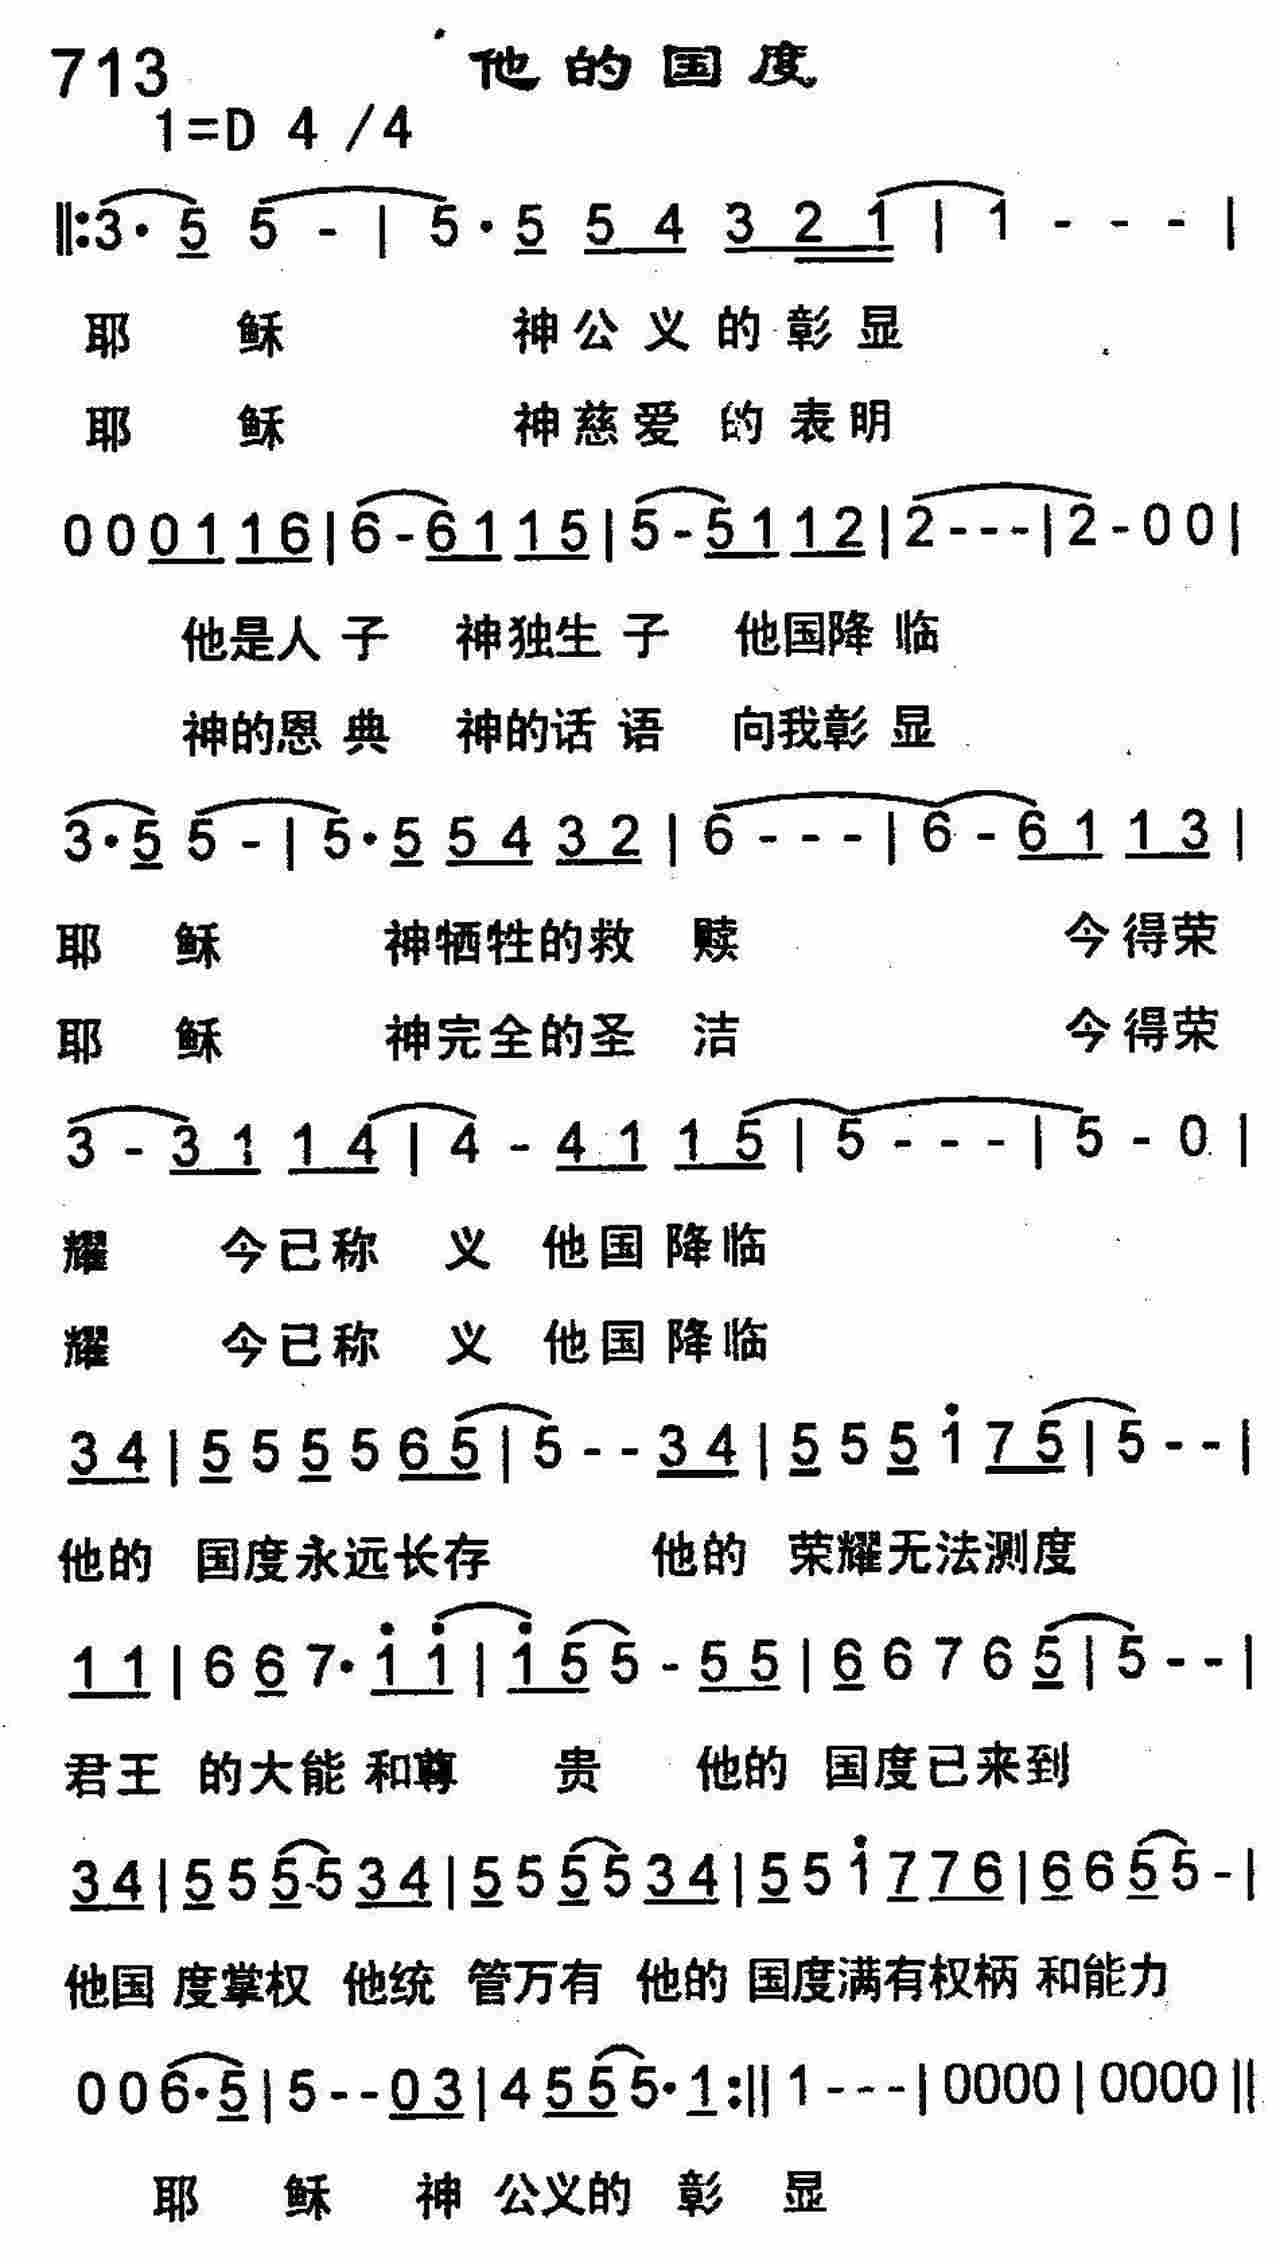 713 他的国度
1=D 4/4
‖:3·5 5 - | 5·5 5 4 3 2 1 | 1 - - - |
耶 稣 神公义的彰显
耶 稣 神慈爱的表明
0 0 0 1 1 6 | 6 - 6 1 1 5 | 5 - 5 1 1 2 | 2 - - - | 2 - 0 0 |
他是人子 神独生子 他国降临
神的恩典 神的话语 向我彰显
3·5 5 - | 5·5 5 4 3 2 | 6 - - - | 6 - 6 1 1 3 |
耶 稣 神牺牲的救赎 今得荣
耶 稣 神完全的圣洁 今得荣
3 - 3 1 1 4 | 4 - 4 1 1 5 | 5 - - - | 5 - 0 |
耀 今已称义 他国降临
耀 今已称义 他国降临
3 4 | 5 5 5 5 6 5 | 5 - - 3 4 | 5 5 5 i 7 5 | 5 - - |
他的 国度永远长存 他的 荣耀无法测度
1 1 | 6 6 7· i i | i 5 5 - 5 5 | 6 6 7 6 5 | 5 - - |
君王 的大能和尊 贵 他的 国度已来到
3 4 | 5 5 5 5 3 4 | 5 5 5 5 3 4 | 5 5 i 7 7 6 | 6 6 5 5 - |
他国 度掌权 他统 管万有 他的 国度满有权柄 和能力
0 0 6·5 | 5 - - 0 3 | 4 5 5 5·1 :‖ 1 - - - | 0000 | 0000 ‖
耶 稣 神 公义的 彰 显